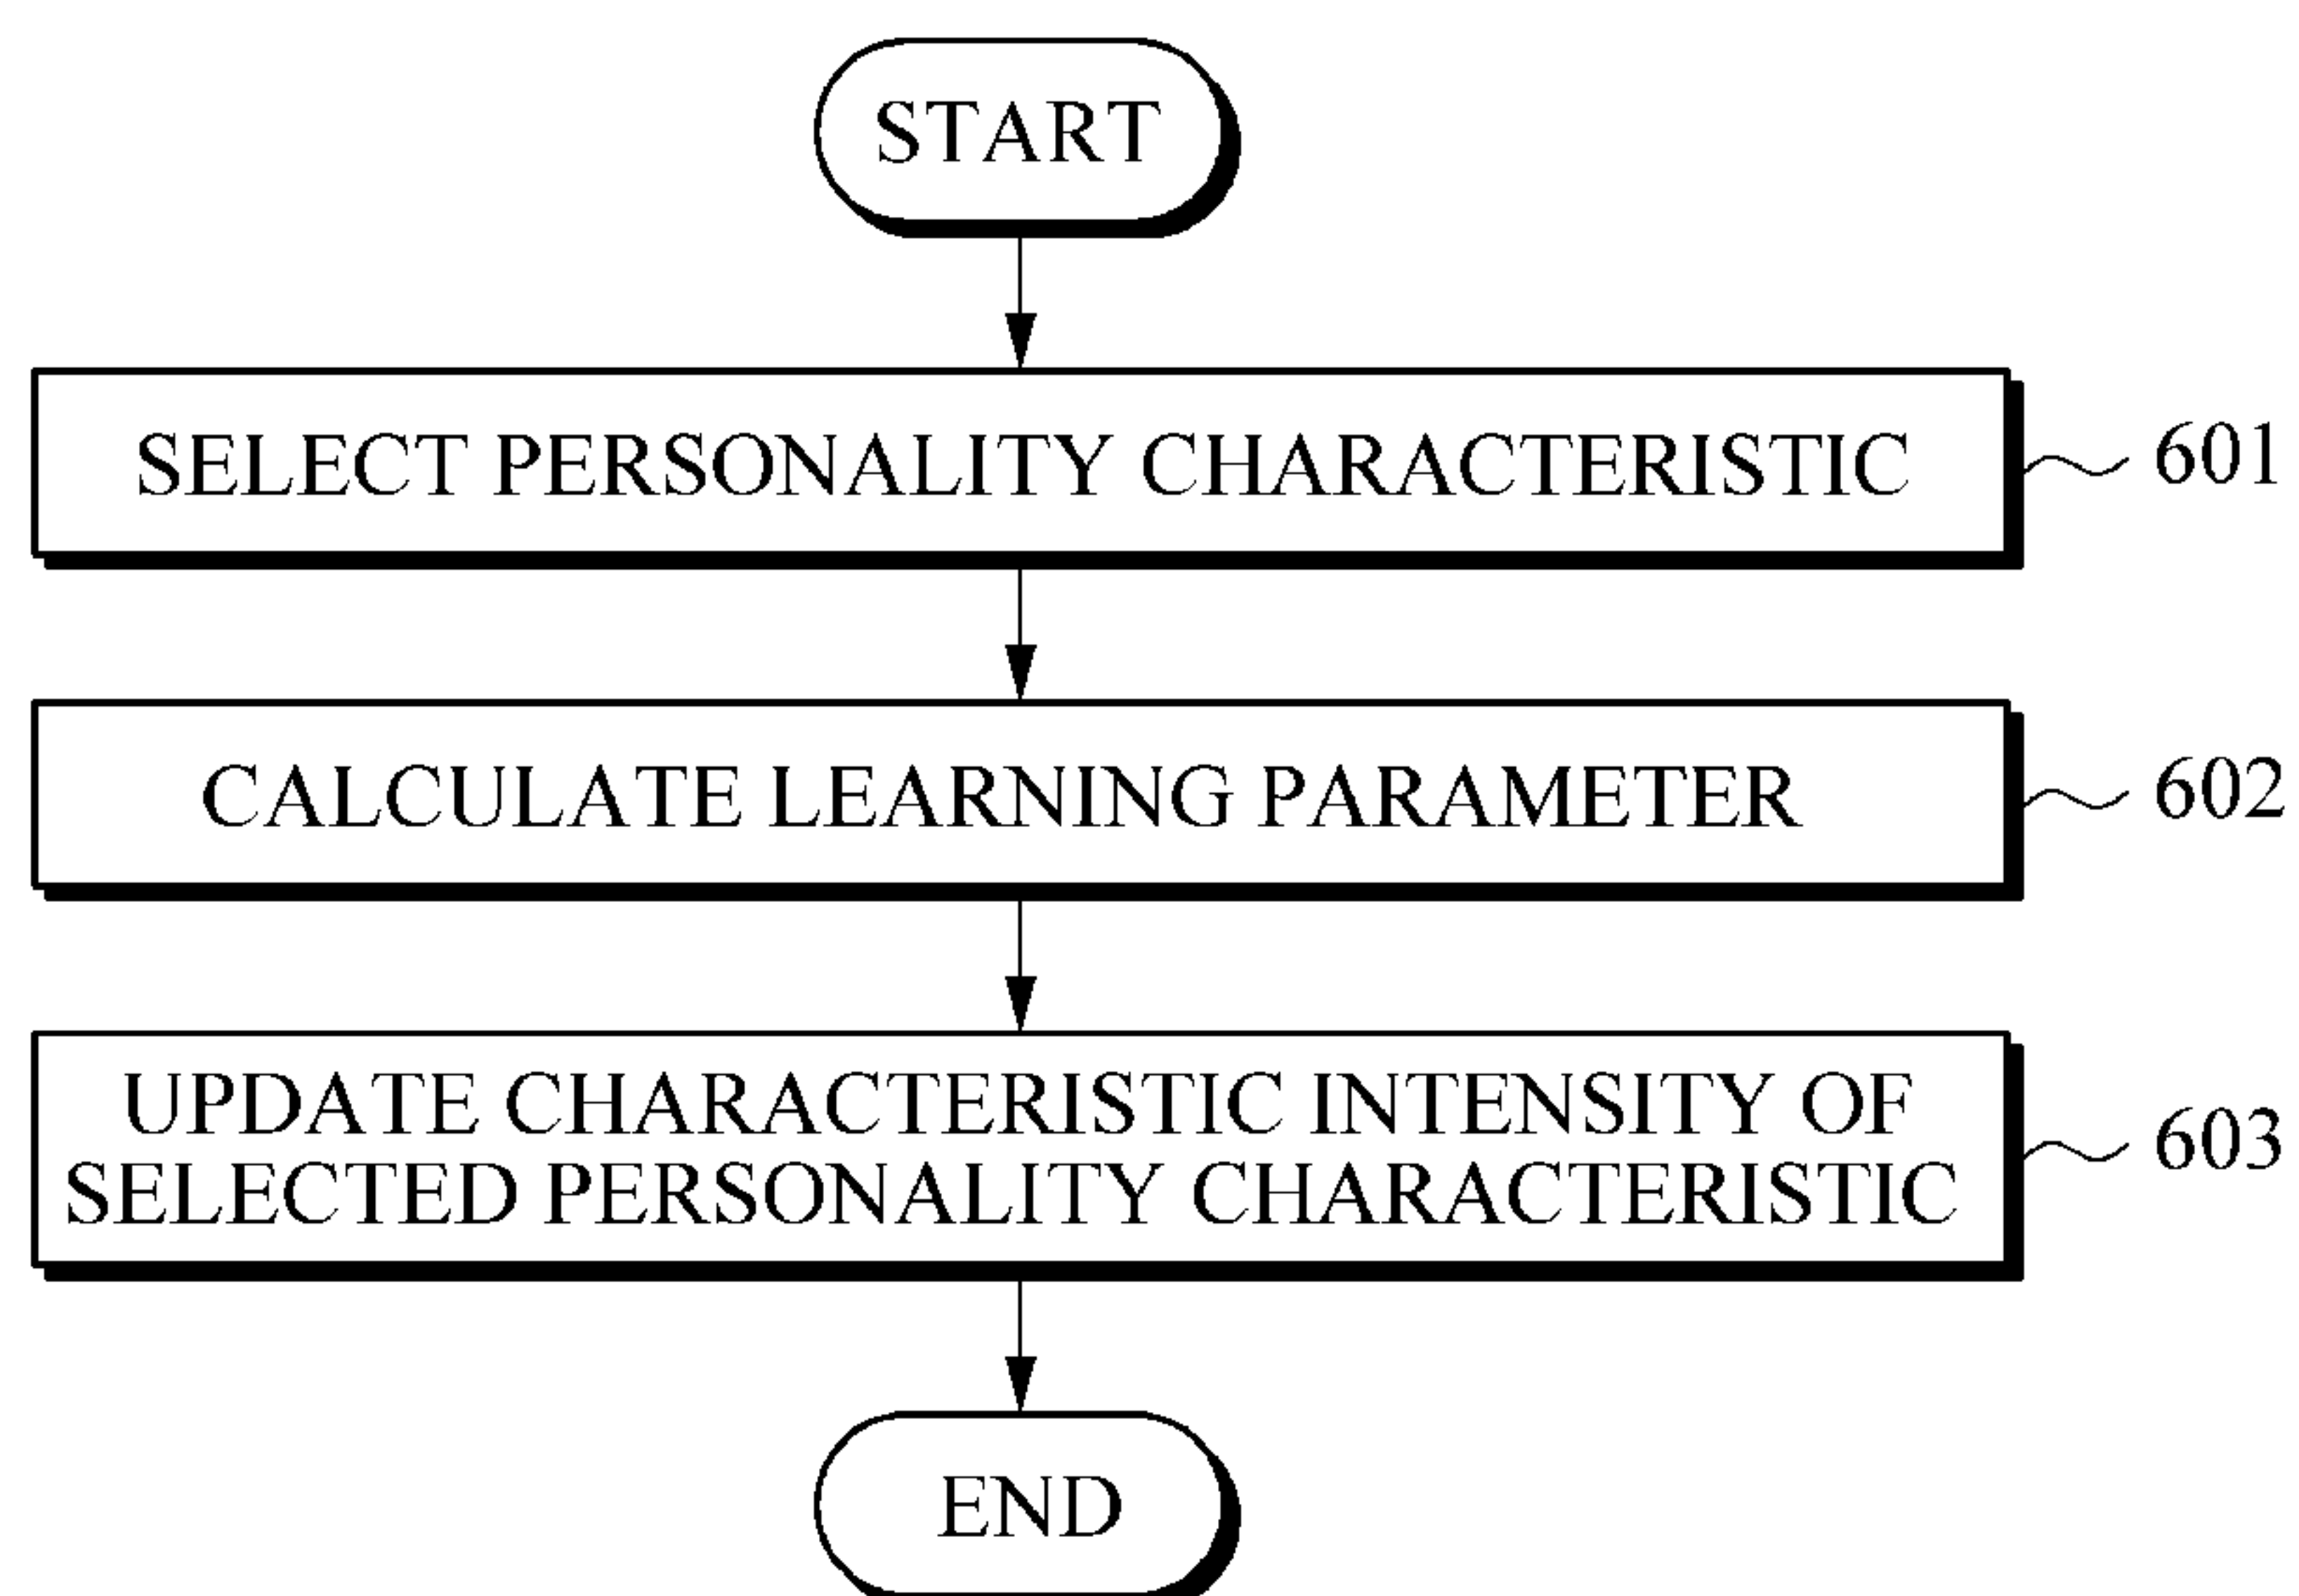 START
SELECT PERSONALITY CHARACTERISTIC
601
CALCULATE LEARNING PARAMETER
602
UPDATE CHARACTERISTIC INTENSITY OF
SELECTED PERSONALITY CHARACTERISTIC
603
END